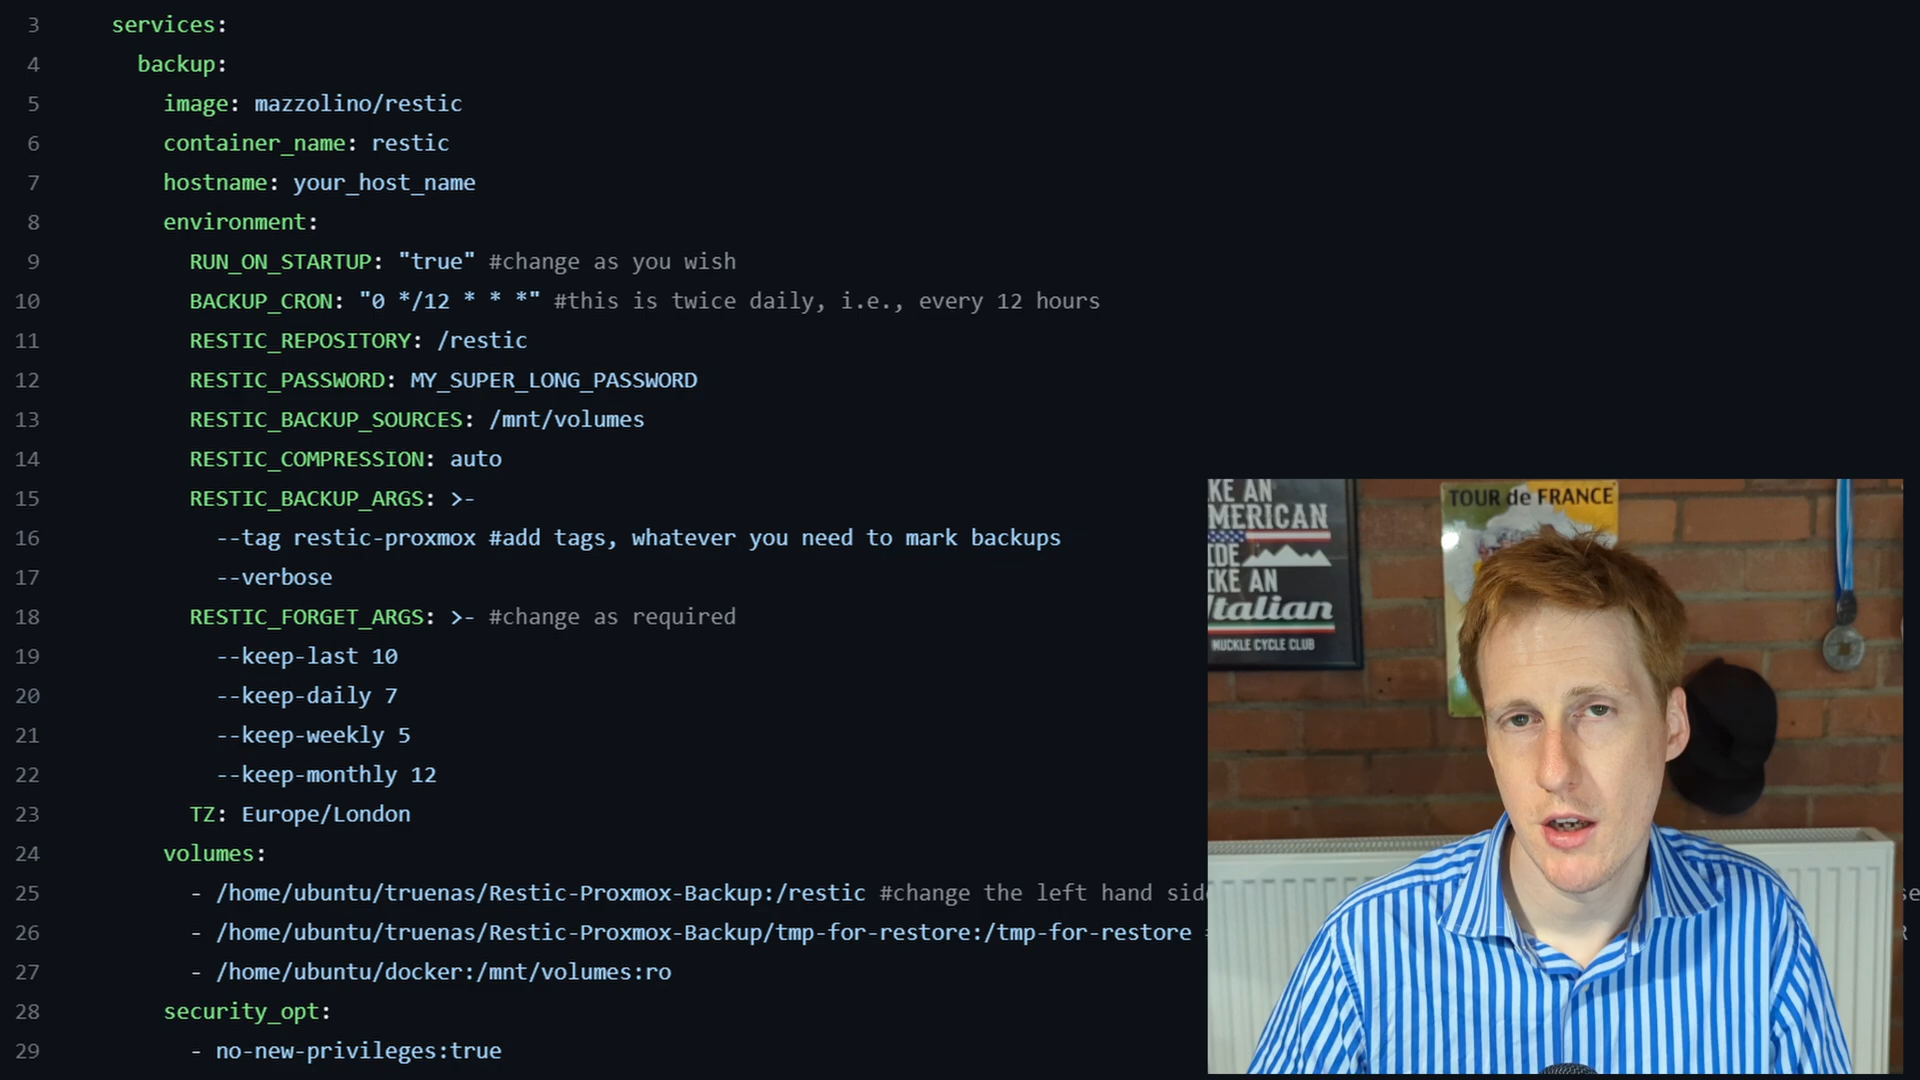 3 services:
4 backup:
5 image: mazzolino/restic
6 container_name: restic
7 hostname: your_host_name
8 environment:
9 RUN_ON_STARTUP: "true" #change as you wish
10 BACKUP_CRON: "0 */12 * * *" #this is twice daily, i.e., every 12 hours
11 RESTIC_REPOSITORY: /restic
12 RESTIC_PASSWORD: MY_SUPER_LONG_PASSWORD
13 RESTIC_BACKUP_SOURCES: /mnt/volumes
14 RESTIC_COMPRESSION: auto
15 RESTIC_BACKUP_ARGS: >-
16 --tag restic-proxmox #add tags, whatever you need to mark backups
17 --verbose
18 RESTIC_FORGET_ARGS: >- #change as required
19 --keep-last 10
20 --keep-daily 7
21 --keep-weekly 5
22 --keep-monthly 12
23 TZ: Europe/London
24 volumes:
25 - /home/ubuntu/truenas/Restic-Proxmox-Backup:/restic #change the left hand sid
26 - /home/ubuntu/truenas/Restic-Proxmox-Backup/tmp-for-restore:/tmp-for-restore
27 - /home/ubuntu/docker:/mnt/volumes:ro
28 security_opt:
29 - no-new-privileges:true
KE AN
MERICAN
IDE
IKE AN
Italian
MUCKLE CYCLE CLUB
TOUR de FRANCE